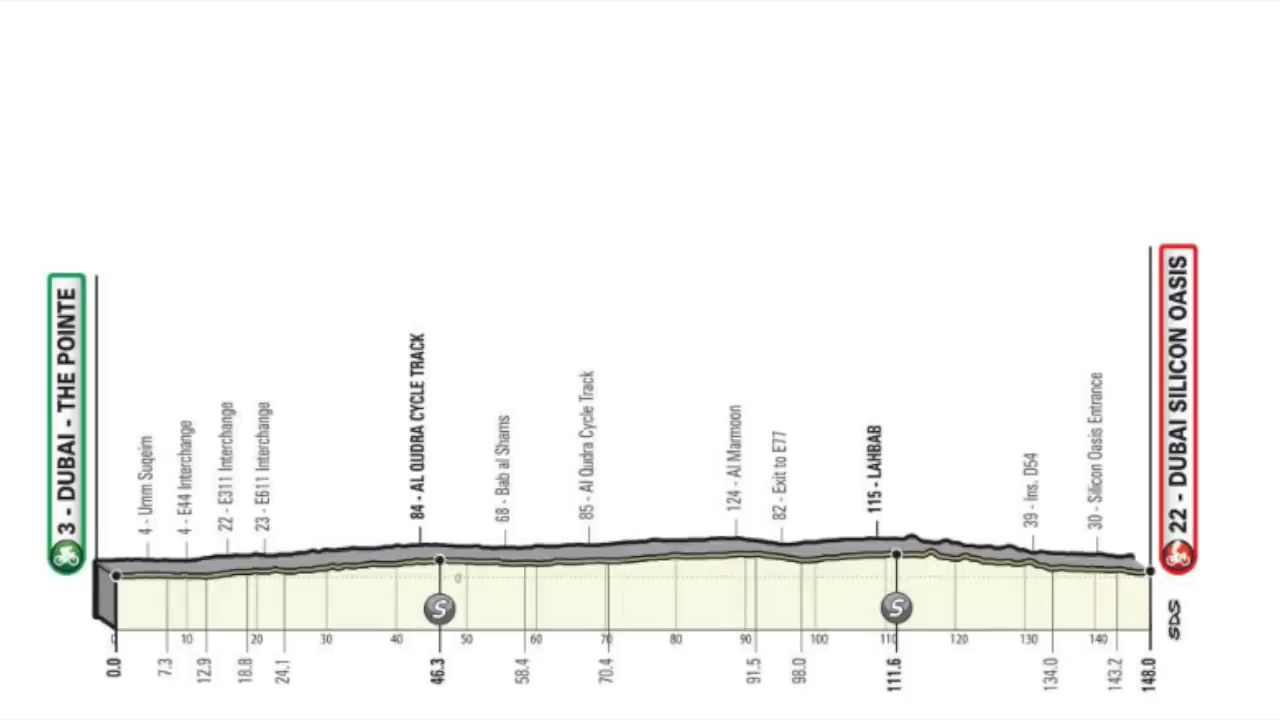 3 - DUBAI - THE POINTE
4 - Umm Suqeim
4 - E44 Interchange
22 - E311 Interchange
23 - E611 Interchange
84 - AL QUDRA CYCLE TRACK
68 - Bab al Shams
85 - Al Qudra Cycle Track
124 - Al Marmoon
82 - Exit to E77
115 - LAHBAB
39 - Ins. D54
30 - Silicon Oasis Entrance
22 - DUBAI SILICON OASIS
0
S
S
SDS
0 10 20 30 40 50 60 70 80 90 100 110 120 130 140
0.0 7.3 12.9 18.8 24.1 46.3 58.4 70.4 91.5 98.0 111.6 134.0 143.2 148.0